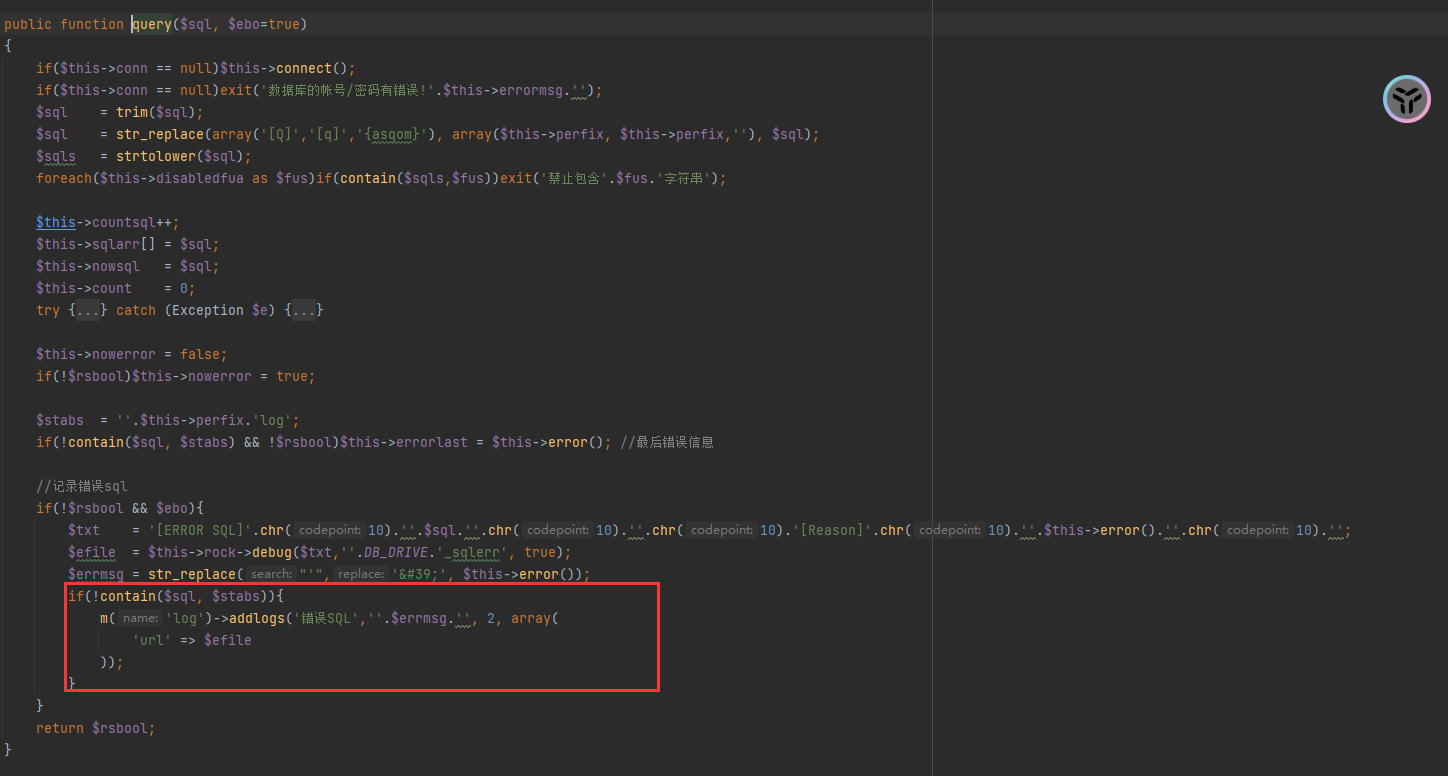 public function query($sql, $ebo=true)
{
if($this->conn == null)$this->connect();
if($this->conn == null)exit('数据库的帐号/密码有错误!'.$this->errormsg.'');
$sql    = trim($sql);
$sql    = str_replace(array('[Q]','[q]','{asqom}'), array($this->perfix, $this->perfix,''), $sql);
$sqls   = strtolower($sql);
foreach($this->disabledfua as $fus)if(contain($sqls,$fus))exit('禁止包含'.$fus.'字符串');
$this->countsql++;
$this->sqlarr[] = $sql;
$this->nowsql   = $sql;
$this->count    = 0;
try {...} catch (Exception $e) {...}
$this->nowerror = false;
if(!$rsbool)$this->nowerror = true;
$stabs  = ''.$this->perfix.'log';
if(!contain($sql, $stabs) && !$rsbool)$this->errorlast = $this->error(); //最后错误信息
//记录错误sql
if(!$rsbool && $ebo){
$txt    = '[ERROR SQL]'.chr( codepoint: 10).''.$sql.''.chr( codepoint: 10).''.chr( codepoint: 10).'[Reason]'.chr( codepoint: 10).''.$this->error().''.chr( codepoint: 10).'';
$efile  = $this->rock->debug($txt,''.DB_DRIVE.'_sqlerr', true);
$errmsg = str_replace( search: "'", replace: '&#39;', $this->error());
if(!contain($sql, $stabs)){
m( name: 'log')->addlogs('错误SQL',''.$errmsg.'', 2, array(
'url' => $efile
));
}
}
return $rsbool;
}